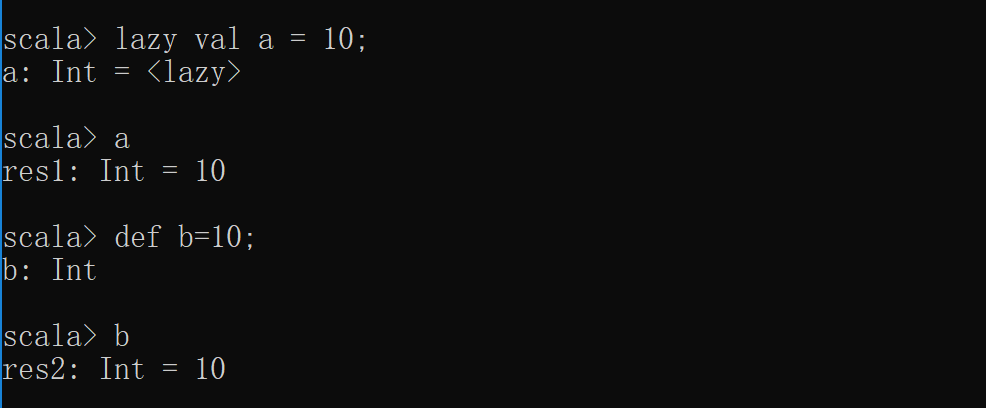 scala> lazy val a = 10;
a: Int = <lazy>
scala> a
res1: Int = 10
scala> def b=10;
b: Int
scala> b
res2: Int = 10